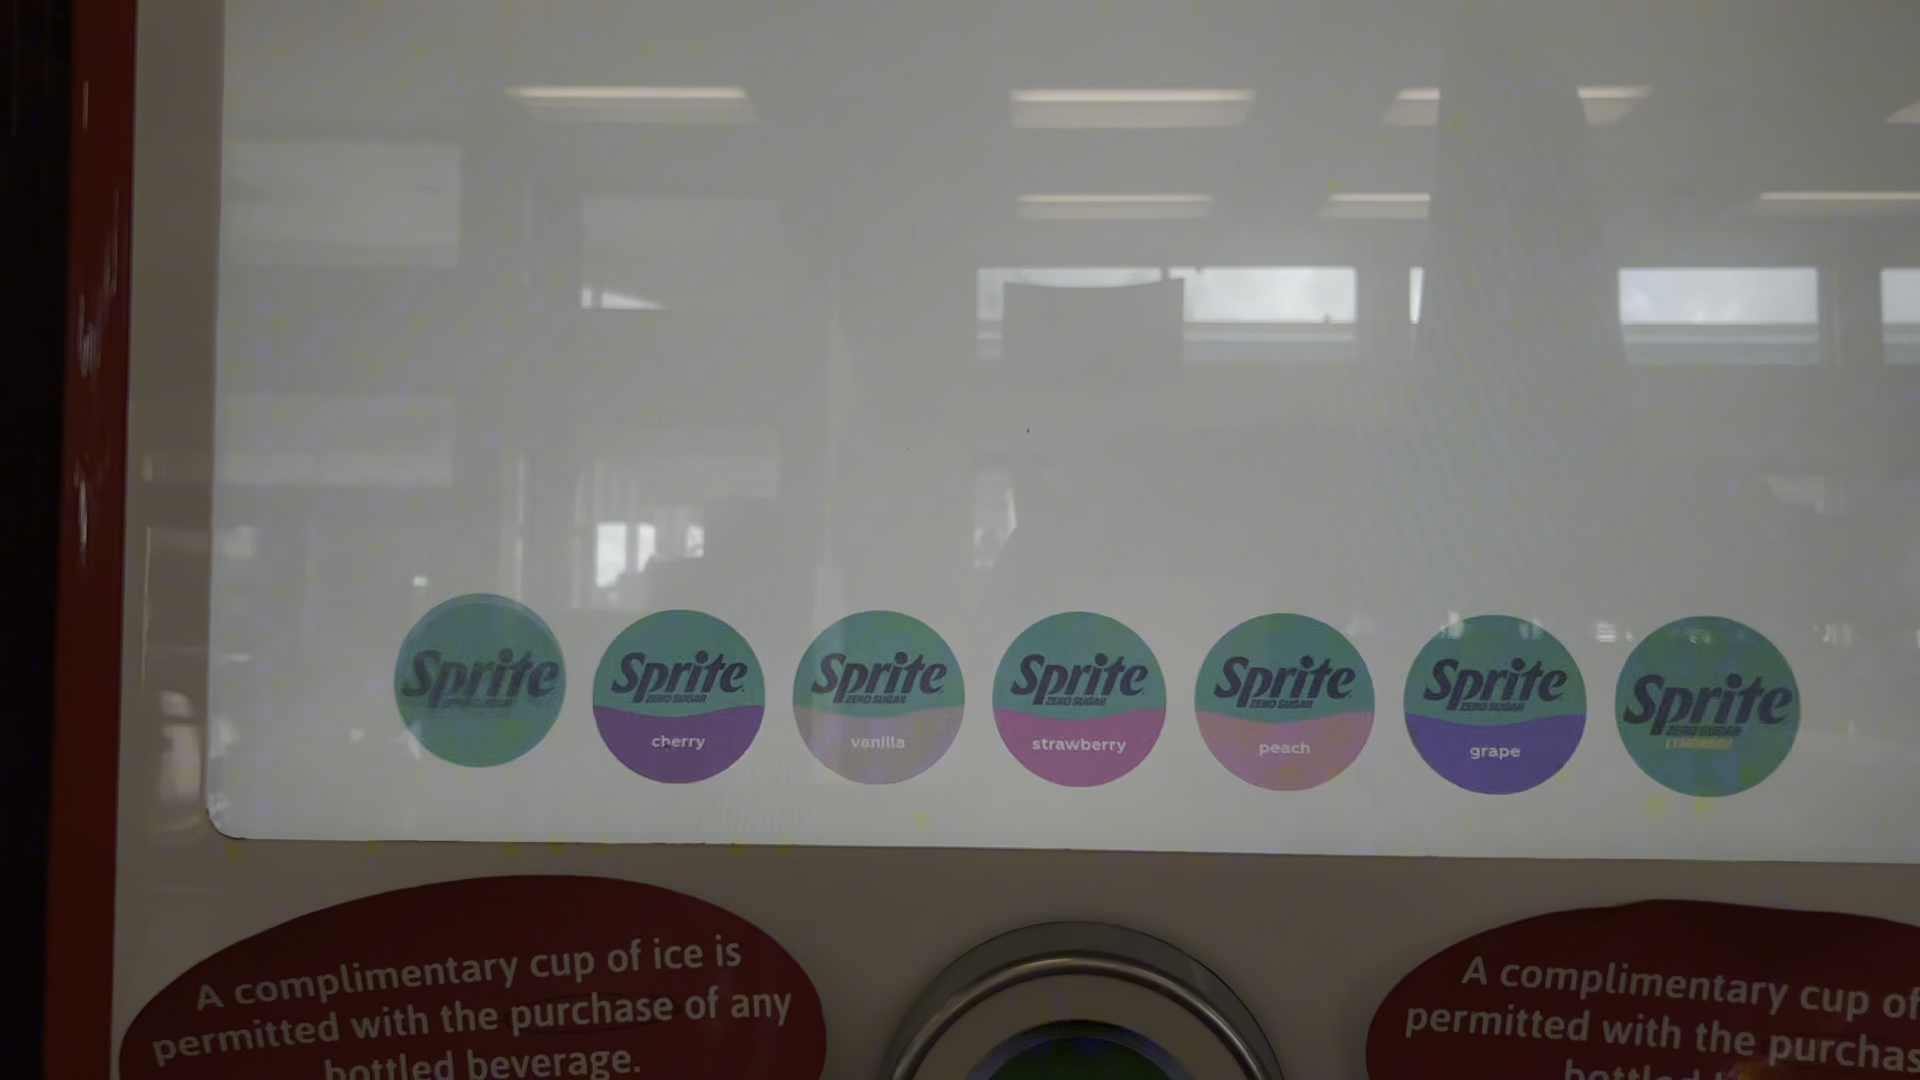 Sprite
Sprite
ZERO SUGAR
cherry
Sprite
ZERO SUGAR
vanilla
Sprite
ZERO SUGAR
strawberry
Sprite
ZERO SUGAR
peach
Sprite
ZERO SUGAR
grape
Sprite
ZERO SUGAR
LEMONADE
A complimentary cup of ice is
permitted with the purchase of any
bottled beverage.
A complimentary cup of
permitted with the purchas
bottled